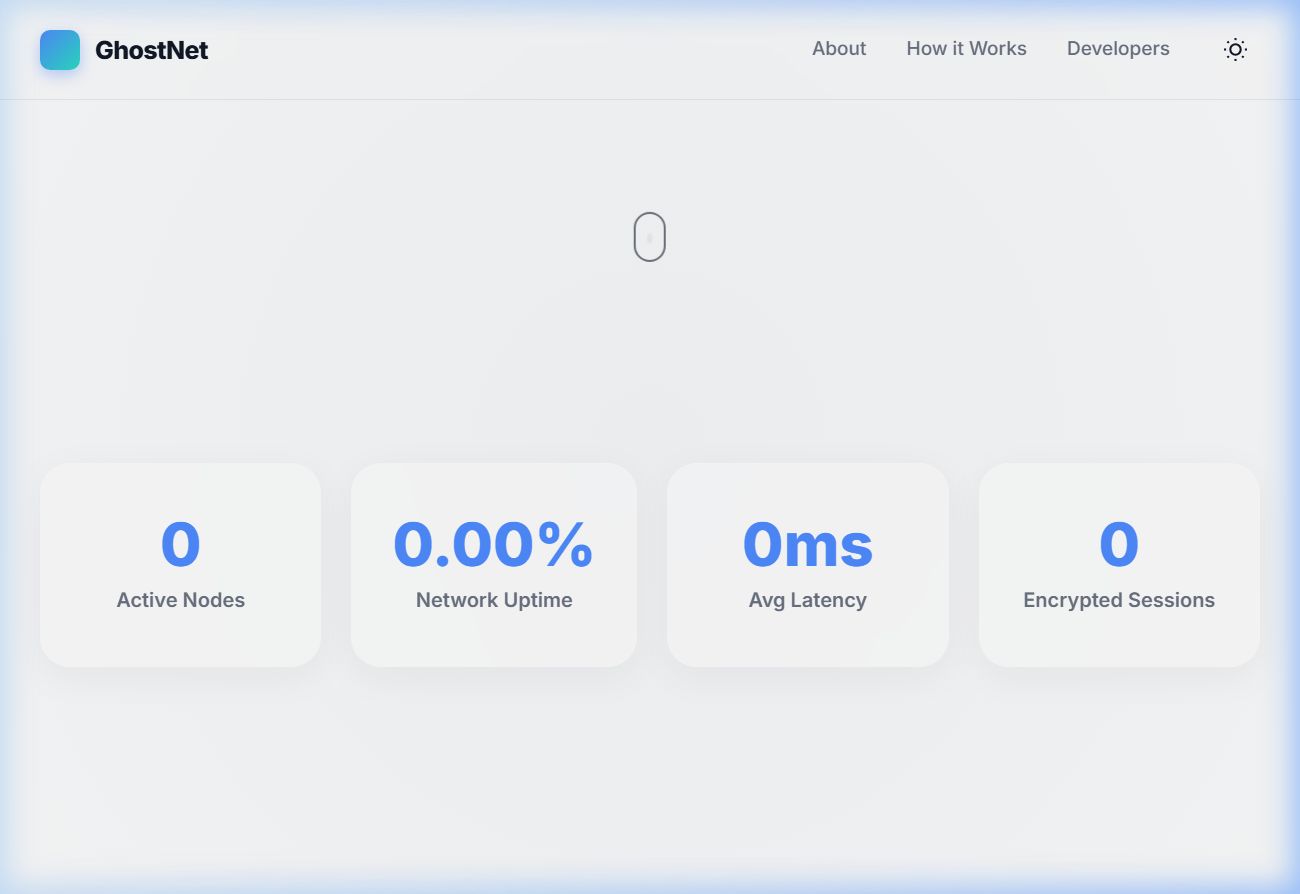 GhostNet
About How it Works Developers
0 0.00% 0ms 0
Active Nodes Network Uptime Avg Latency Encrypted Sessions